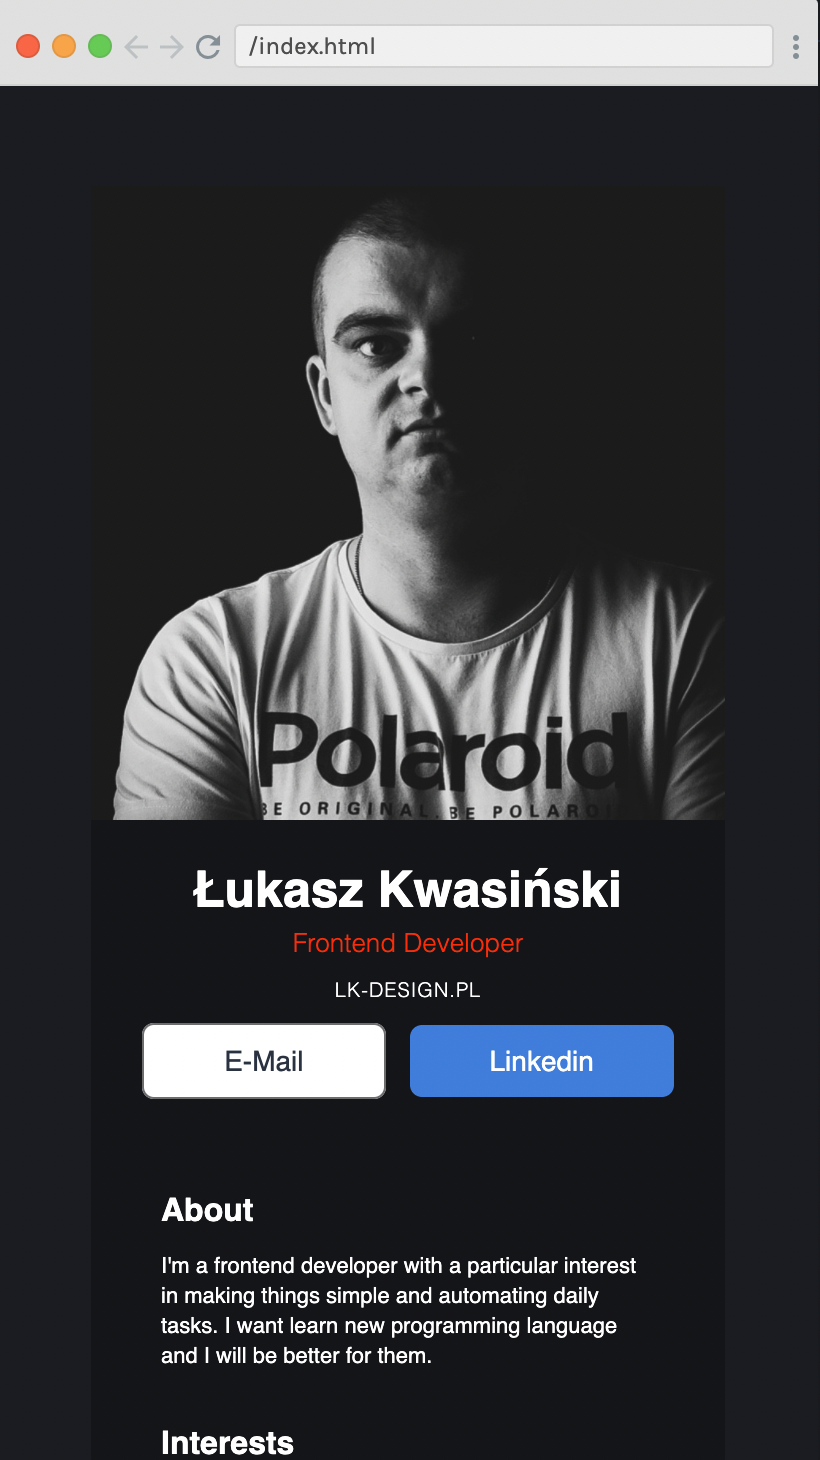 /index.html
Polaroid
BE ORIGINAL. BE POLAROI
Łukasz Kwasiński
Frontend Developer
LK-DESIGN.PL
E-Mail
Linkedin
About
I'm a frontend developer with a particular interest
in making things simple and automating daily
tasks. I want learn new programming language
and I will be better for them.
Interests